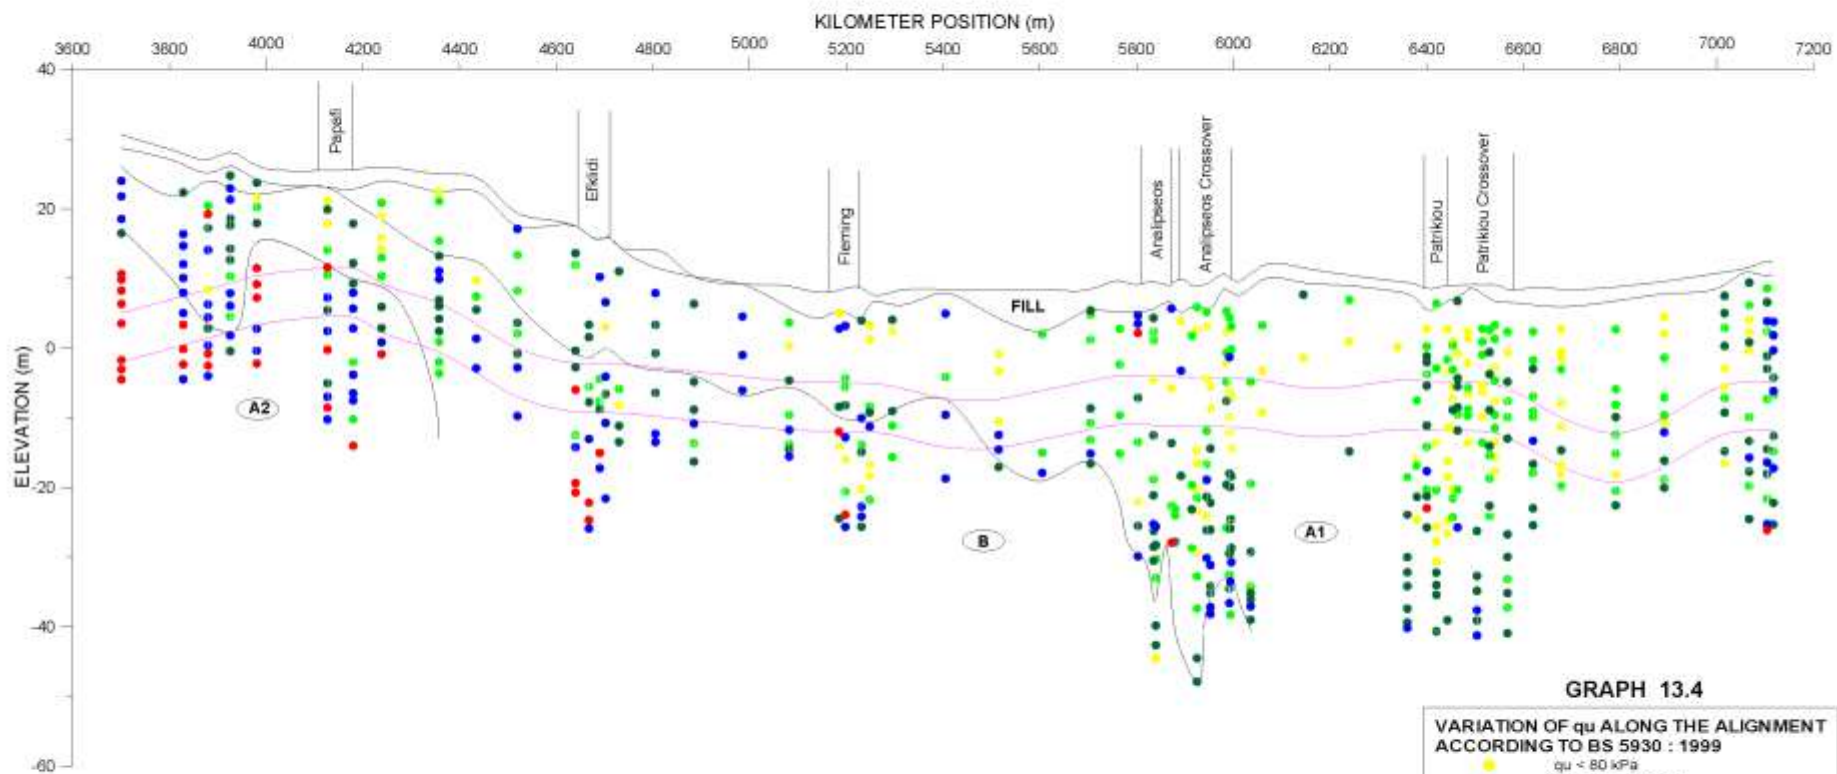 KILOMETER POSITION (m)
3600 3800 4000 4200 4400 4600 4800 5000 5200 5400 5600 5800 6000 6200 6400 6600 6800 7000 7200
40
20
0
-20
-40
-60
ELEVATION (m)
Papafi
Efklidi
Fleming
Analipseos
Analipseos Crossover
Patrikiou
Patrikiou Crossover
FILL
A2
B
A1
GRAPH 13.4
VARIATION OF qu ALONG THE ALIGNMENT
ACCORDING TO BS 5930 : 1999
qu < 80 kPa